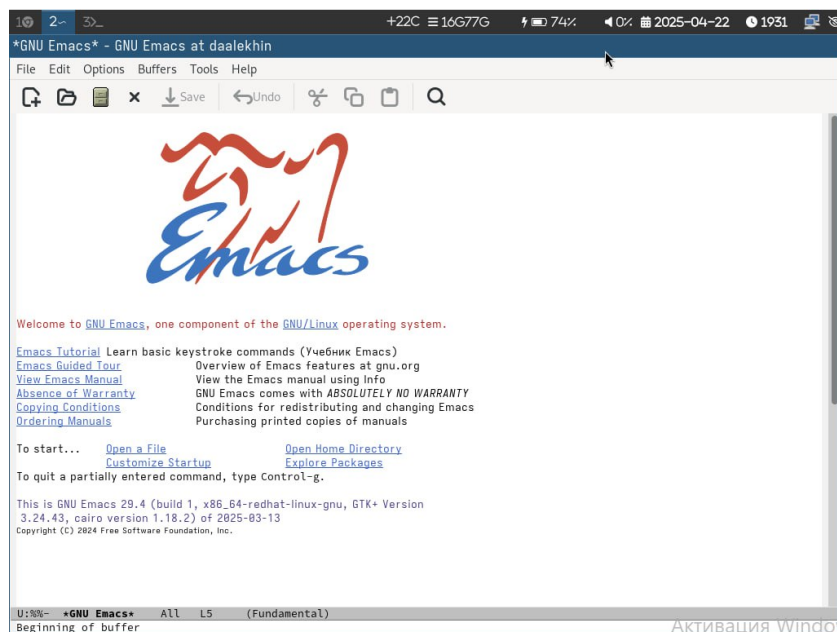 1 2 3>_ +22C 16G77G 74% 0% 2025-04-22 1931
*GNU Emacs* - GNU Emacs at daalekhin
File Edit Options Buffers Tools Help
Save Undo
Emacs
Welcome to GNU Emacs, one component of the GNU/Linux operating system.
Emacs Tutorial Learn basic keystroke commands (Учебник Emacs)
Emacs Guided Tour Overview of Emacs features at gnu.org
View Emacs Manual View the Emacs manual using Info
Absence of Warranty GNU Emacs comes with ABSOLUTELY NO WARRANTY
Copying Conditions Conditions for redistributing and changing Emacs
Ordering Manuals Purchasing printed copies of manuals
To start... Open a File Open Home Directory
Customize Startup Explore Packages
To quit a partially entered command, type Control-g.
This is GNU Emacs 29.4 (build 1, x86_64-redhat-linux-gnu, GTK+ Version
3.24.43, cairo version 1.18.2) of 2025-03-13
Copyright (C) 2024 Free Software Foundation, Inc.
U:%%- *GNU Emacs* All L5 (Fundamental)
Beginning of buffer
Активация Windo